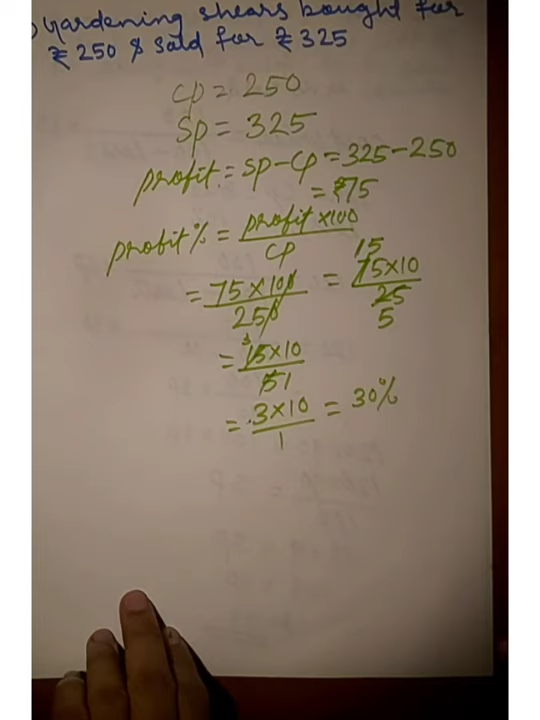 Gardening shears bought for
₹ 250 & sold for ₹ 325
CP = 250
SP = 325
profit = SP - CP = 325 - 250
= ₹75
profit% = profit × 100
CP
15
= 75 × 100 = 75 × 10
250 25
5
3
= 15 × 10
5 1
= 3 × 10 = 30%
1